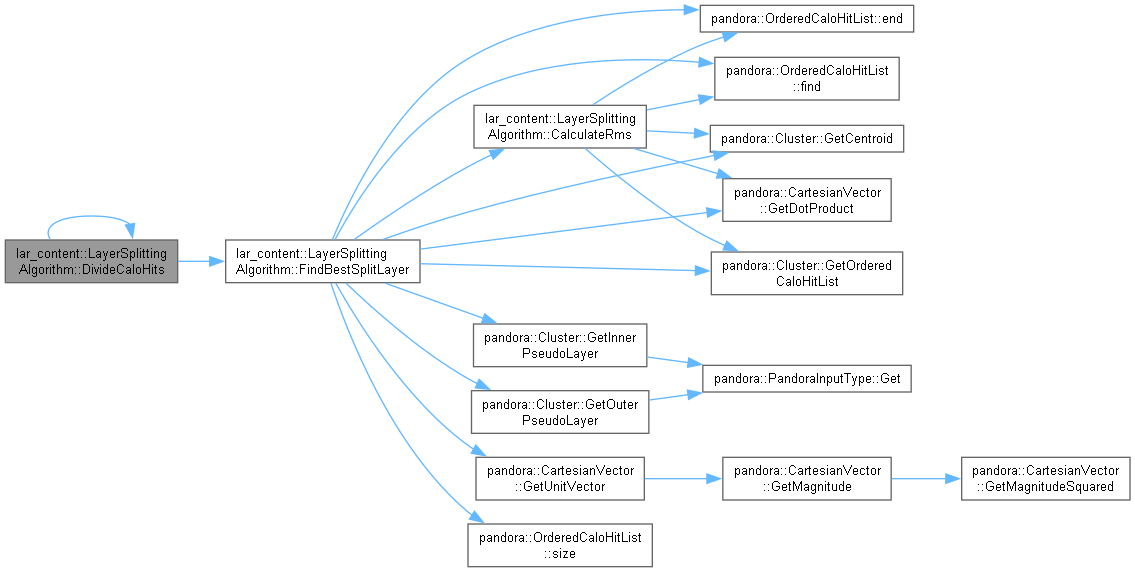 lar_content::LayerSplitting
Algorithm::DivideCaloHits
lar_content::LayerSplitting
Algorithm::FindBestSplitLayer
lar_content::LayerSplitting
Algorithm::CalculateRms
pandora::OrderedCaloHitList::end
pandora::OrderedCaloHitList
::find
pandora::Cluster::GetCentroid
pandora::CartesianVector
::GetDotProduct
pandora::Cluster::GetOrdered
CaloHitList
pandora::Cluster::GetInner
PseudoLayer
pandora::PandoraInputType::Get
pandora::Cluster::GetOuter
PseudoLayer
pandora::CartesianVector
::GetUnitVector
pandora::CartesianVector
::GetMagnitude
pandora::CartesianVector
::GetMagnitudeSquared
pandora::OrderedCaloHitList
::size